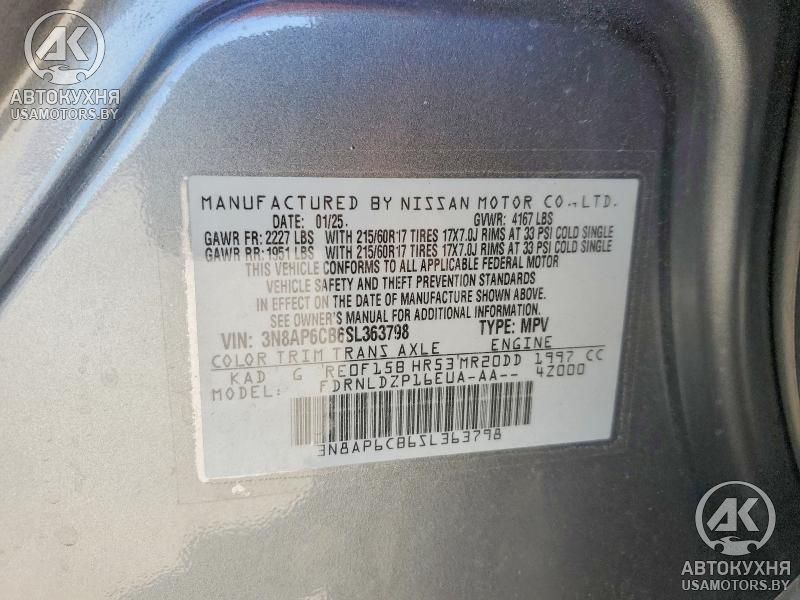 AK
АВТОКУХНЯ
USAMOTORS.BY
MANUFACTURED BY NISSAN MOTOR CO.,LTD.
DATE: 01/25. GVWR: 4167 LBS
GAWR FR: 2227 LBS WITH 215/60R17 TIRES 17X7.0J RIMS AT 33 PSI COLD SINGLE
GAWR RR: 1951 LBS WITH 215/60R17 TIRES 17X7.0J RIMS AT 33 PSI COLD SINGLE
THIS VEHICLE CONFORMS TO ALL APPLICABLE FEDERAL MOTOR
VEHICLE SAFETY AND THEFT PREVENTION STANDARDS
IN EFFECT ON THE DATE OF MANUFACTURE SHOWN ABOVE.
SEE OWNER'S MANUAL FOR ADDITIONAL INFORMATION.
VIN: 3N8AP6CB6SL363798 TYPE: MPV
COLOR TRIM TRANS AXLE ENGINE
KAD G RE0F15B HR53 MR20DD 1997 CC
MODEL: FDRNLDZP16EUA-AA-- 4Z000
3N8AP6CB6SL363798
AK
АВТОКУХНЯ
USAMOTORS.BY